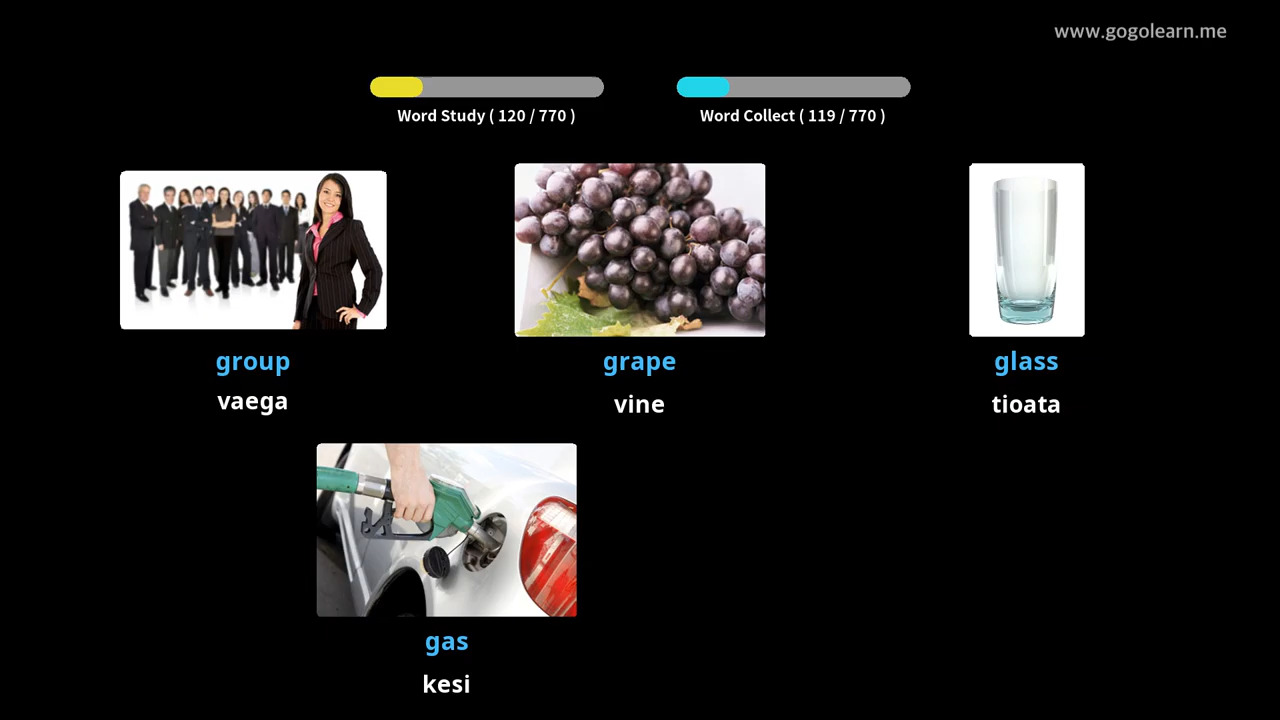 www.gogolearn.me
Word Study ( 120 / 770 )
Word Collect ( 119 / 770 )
group
vaega
grape
vine
glass
tioata
gas
kesi